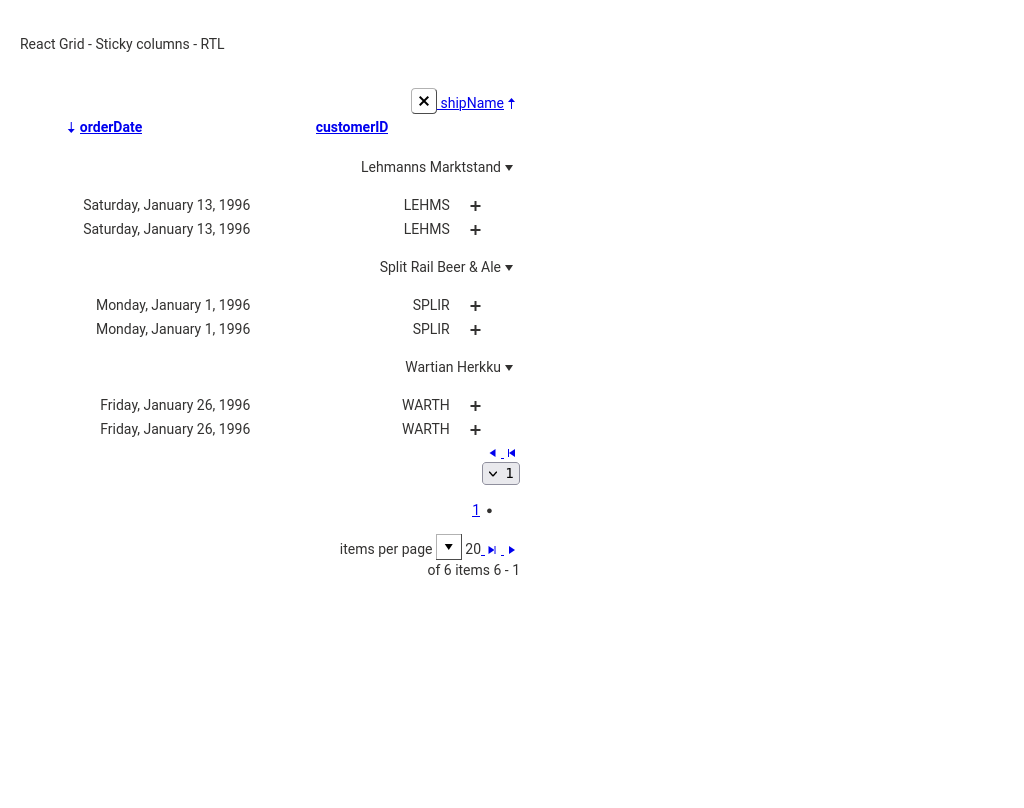 React Grid - Sticky columns - RTL
shipName
orderDate customerID
Lehmanns Marktstand
Saturday, January 13, 1996 LEHMS
Saturday, January 13, 1996 LEHMS
Split Rail Beer & Ale
Monday, January 1, 1996 SPLIR
Monday, January 1, 1996 SPLIR
Wartian Herkku
Friday, January 26, 1996 WARTH
Friday, January 26, 1996 WARTH
1
1
items per page 20
of 6 items 6 - 1